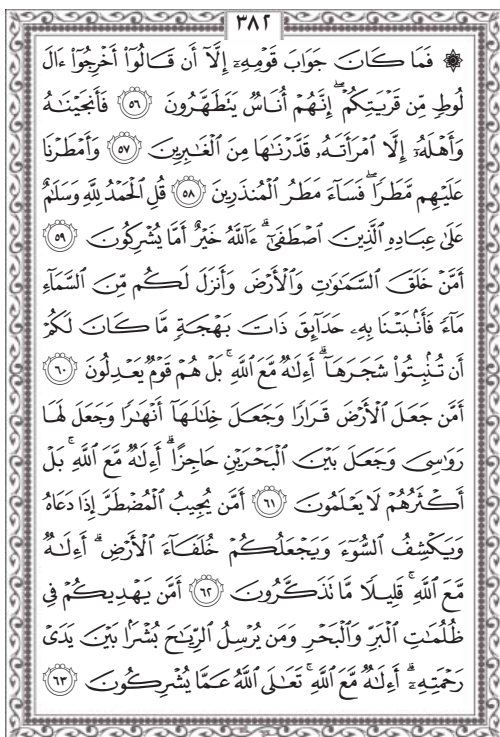 ٣٨٢
۞ فَمَا كَانَ جَوَابَ قَوْمِهِۦٓ إِلَّآ أَن قَالُوٓا۟ أَخْرِجُوٓا۟ ءَالَ
لُوطٍ مِّن قَرْيَتِكُمْ ۖ إِنَّهُمْ أُنَاسٌ يَتَطَهَّرُونَ ﴿٥٦﴾ فَأَنجَيْنَٰهُ
وَأَهْلَهُۥٓ إِلَّا ٱمْرَأَتَهُۥ قَدَّرْنَٰهَا مِنَ ٱلْغَٰبِرِينَ ﴿٥٧﴾ وَأَمْطَرْنَا
عَلَيْهِم مَّطَرًا ۖ فَسَآءَ مَطَرُ ٱلْمُنذَرِينَ ﴿٥٨﴾ قُلِ ٱلْحَمْدُ لِلَّهِ وَسَلَٰمٌ
عَلَىٰ عِبَادِهِ ٱلَّذِينَ ٱصْطَفَىٰٓ ۗ ءَآللَّهُ خَيْرٌ أَمَّا يُشْرِكُونَ ﴿٥٩﴾
أَمَّنْ خَلَقَ ٱلسَّمَٰوَٰتِ وَٱلْأَرْضَ وَأَنزَلَ لَكُم مِّنَ ٱلسَّمَآءِ
مَآءً فَأَنۢبَتْنَا بِهِۦ حَدَآئِقَ ذَاتَ بَهْجَةٍ مَّا كَانَ لَكُمْ
أَن تُنۢبِتُوا۟ شَجَرَهَآ ۗ أَءِلَٰهٌ مَّعَ ٱللَّهِ ۚ بَلْ هُمْ قَوْمٌ يَعْدِلُونَ ﴿٦٠﴾
أَمَّن جَعَلَ ٱلْأَرْضَ قَرَارًا وَجَعَلَ خِلَٰلَهَآ أَنْهَٰرًا وَجَعَلَ لَهَا
رَوَٰسِىَ وَجَعَلَ بَيْنَ ٱلْبَحْرَيْنِ حَاجِزًا ۗ أَءِلَٰهٌ مَّعَ ٱللَّهِ ۚ بَلْ
أَكْثَرُهُمْ لَا يَعْلَمُونَ ﴿٦١﴾ أَمَّن يُجِيبُ ٱلْمُضْطَرَّ إِذَا دَعَاهُ
وَيَكْشِفُ ٱلسُّوٓءَ وَيَجْعَلُكُمْ خُلَفَآءَ ٱلْأَرْضِ ۗ أَءِلَٰهٌ
مَّعَ ٱللَّهِ ۚ قَلِيلًا مَّا تَذَكَّرُونَ ﴿٦٢﴾ أَمَّن يَهْدِيكُمْ فِى
ظُلُمَٰتِ ٱلْبَرِّ وَٱلْبَحْرِ وَمَن يُرْسِلُ ٱلرِّيَٰحَ بُشْرًۢا بَيْنَ يَدَىْ
رَحْمَتِهِۦٓ ۗ أَءِلَٰهٌ مَّعَ ٱللَّهِ ۚ تَعَٰلَى ٱللَّهُ عَمَّا يُشْرِكُونَ ﴿٦٣﴾